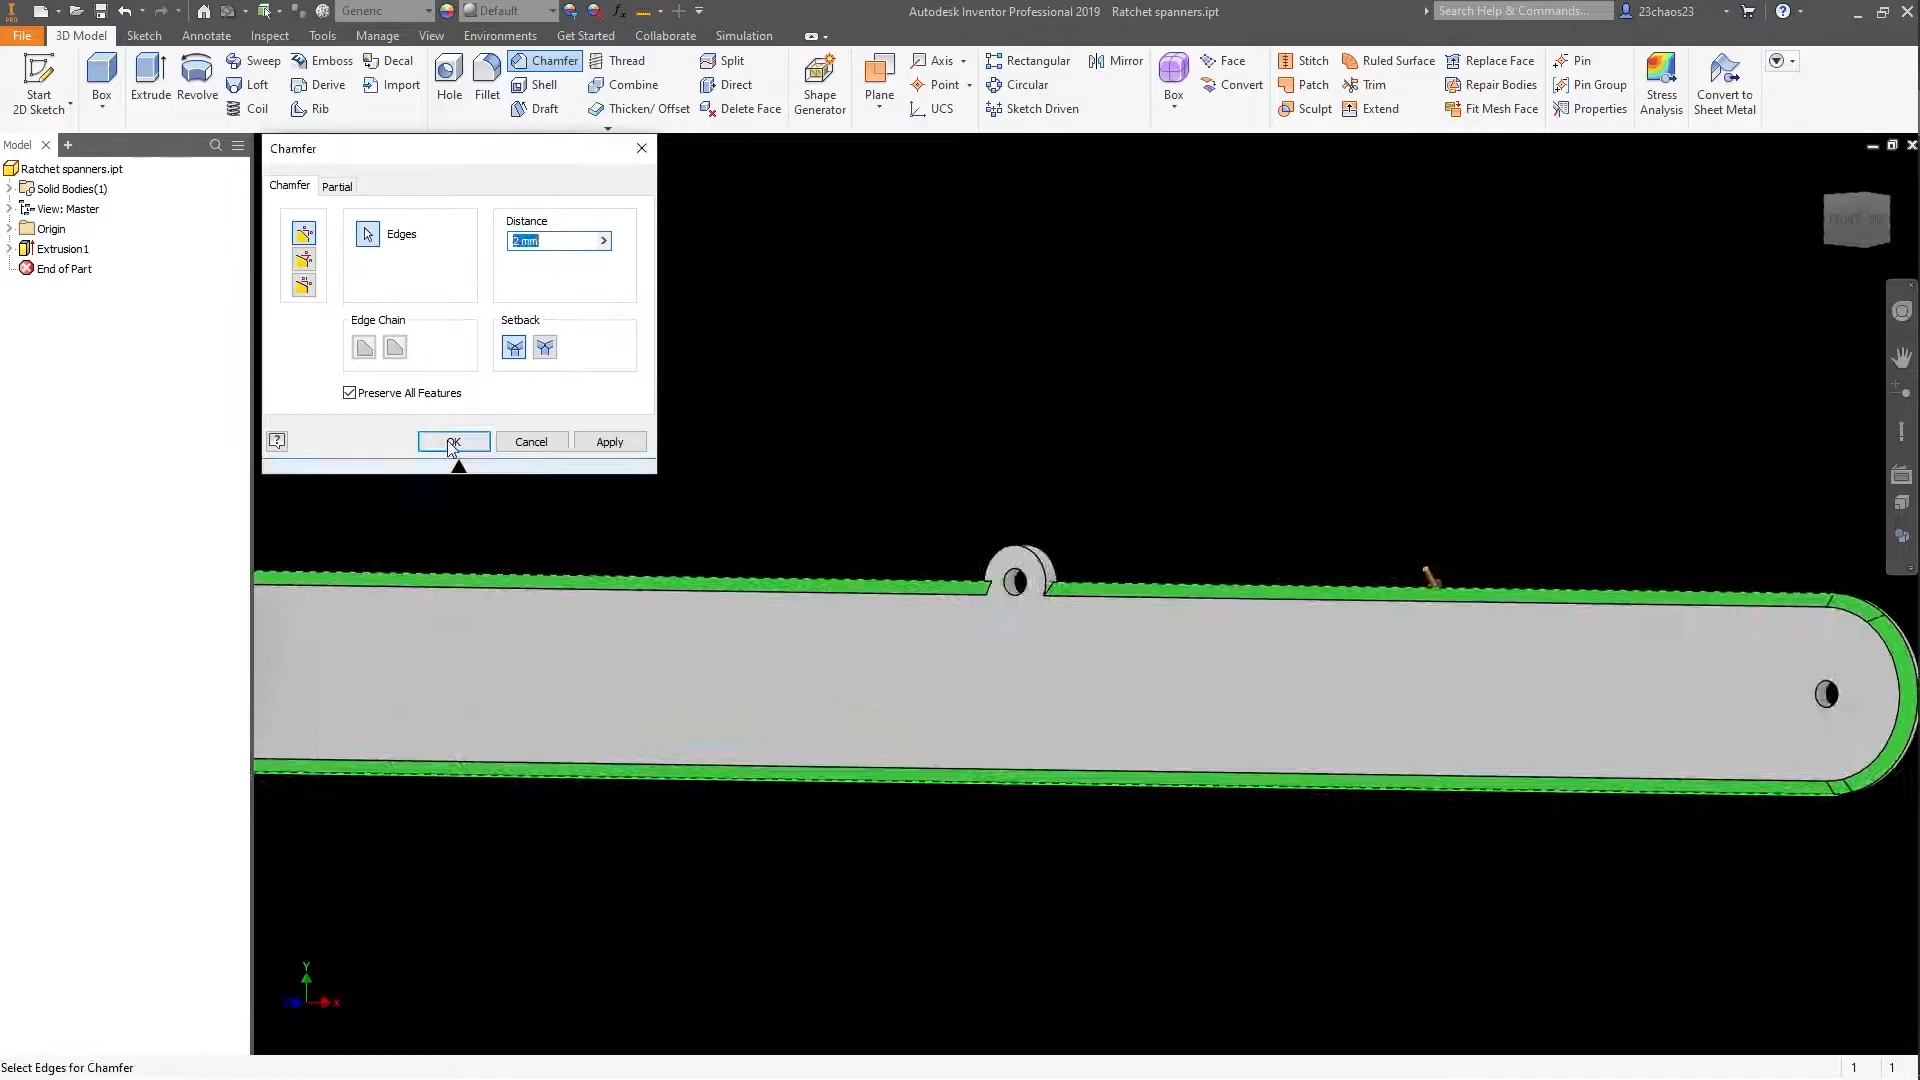 Generic
Default
Autodesk Inventor Professional 2019 Ratchet spanners.ipt
Search Help & Commands...
23chaos23
PRO
File 3D Model Sketch Annotate Inspect Tools Manage View Environments Get Started Collaborate Simulation
Start
2D Sketch
Box
Extrude
Revolve
Sweep
Loft
Coil
Emboss
Derive
Rib
Decal
Import
Hole
Fillet
Chamfer
Shell
Draft
Thread
Combine
Thicken/ Offset
Split
Direct
Delete Face
Shape
Generator
Plane
Axis
Point
UCS
Rectangular
Circular
Sketch Driven
Mirror
Box
Face
Convert
Stitch
Patch
Sculpt
Ruled Surface
Trim
Extend
Replace Face
Repair Bodies
Fit Mesh Face
Pin
Pin Group
Properties
Stress
Analysis
Convert to
Sheet Metal
Model
Ratchet spanners.ipt
Solid Bodies(1)
View: Master
Origin
Extrusion1
End of Part
Chamfer
Chamfer Partial
Edges
Distance
2 mm
Edge Chain
Setback
Preserve All Features
OK Cancel Apply
Y
X
Select Edges for Chamfer
1 1